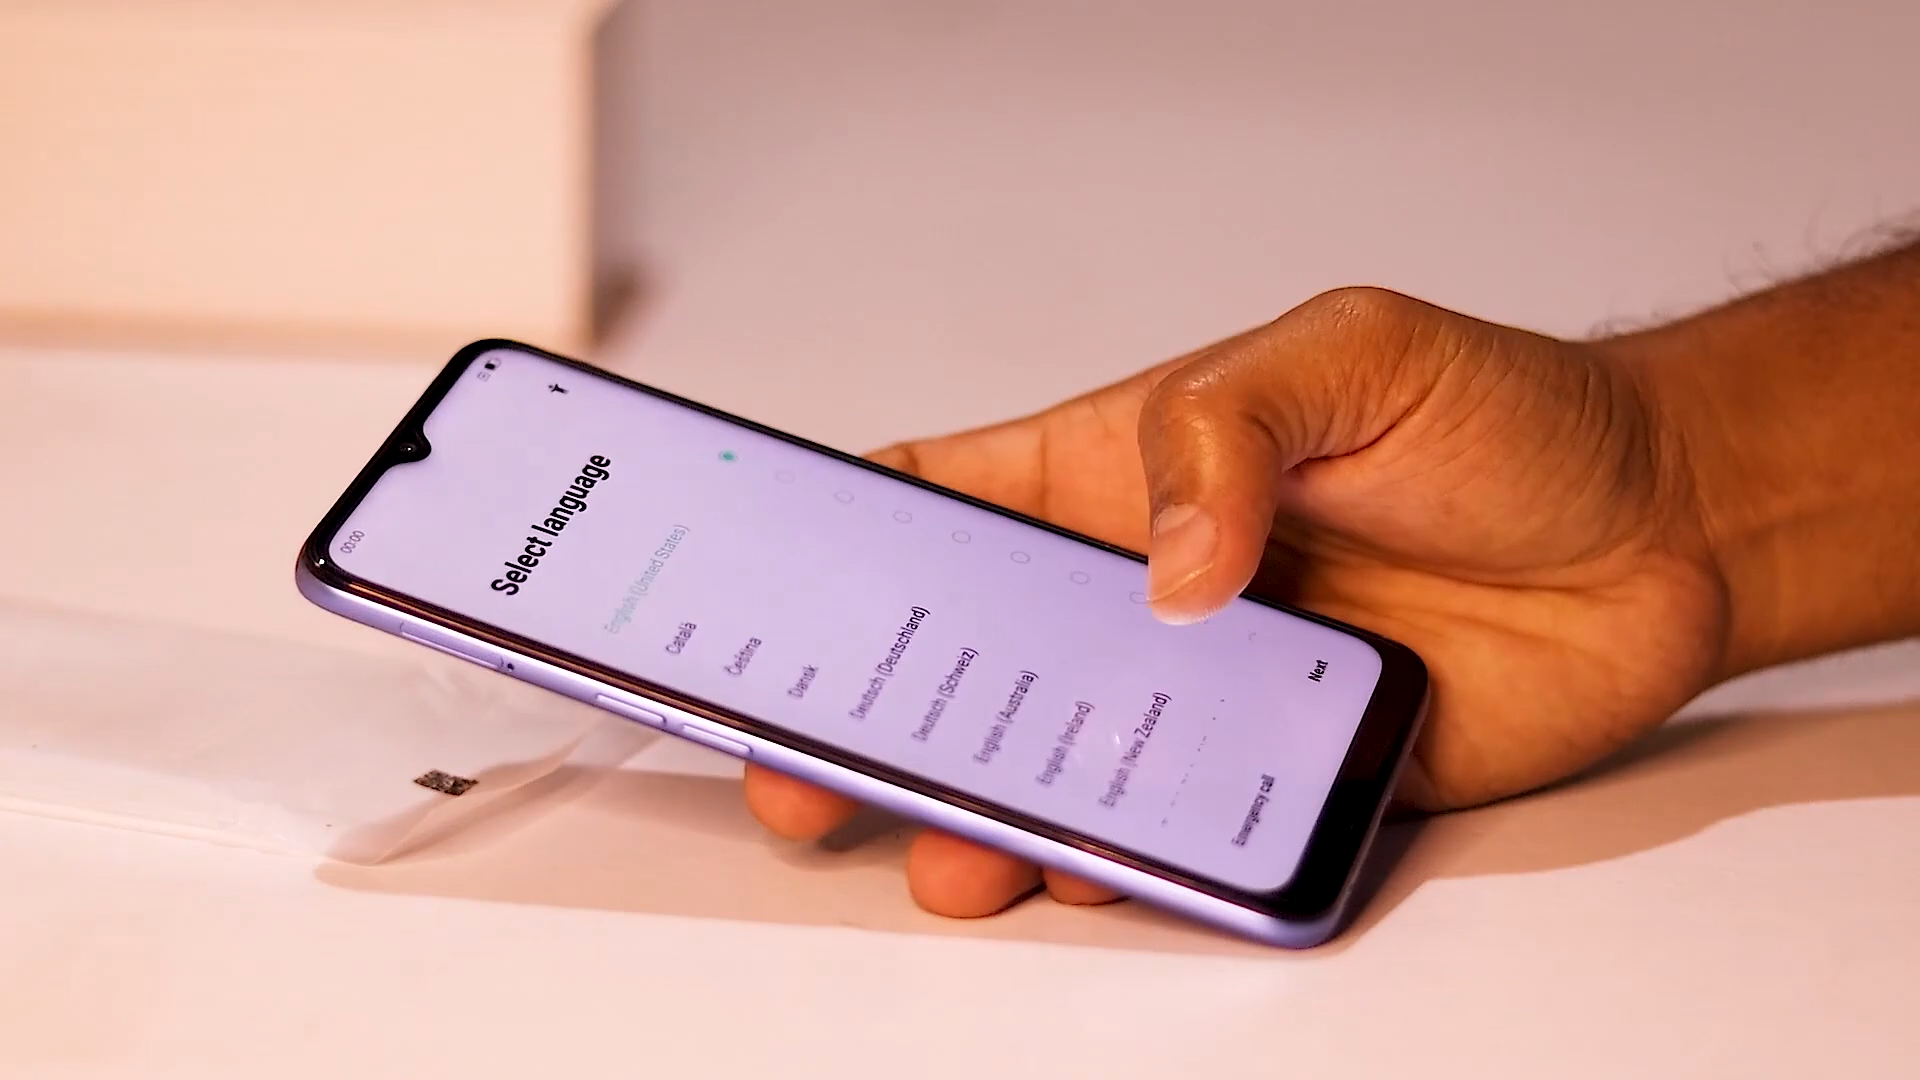 00:00
Select language
English (United States)
Català
Čeština
Dansk
Deutsch (Deutschland)
Deutsch (Schweiz)
English (Australia)
English (Ireland)
English (New Zealand)
Emergency call
Next